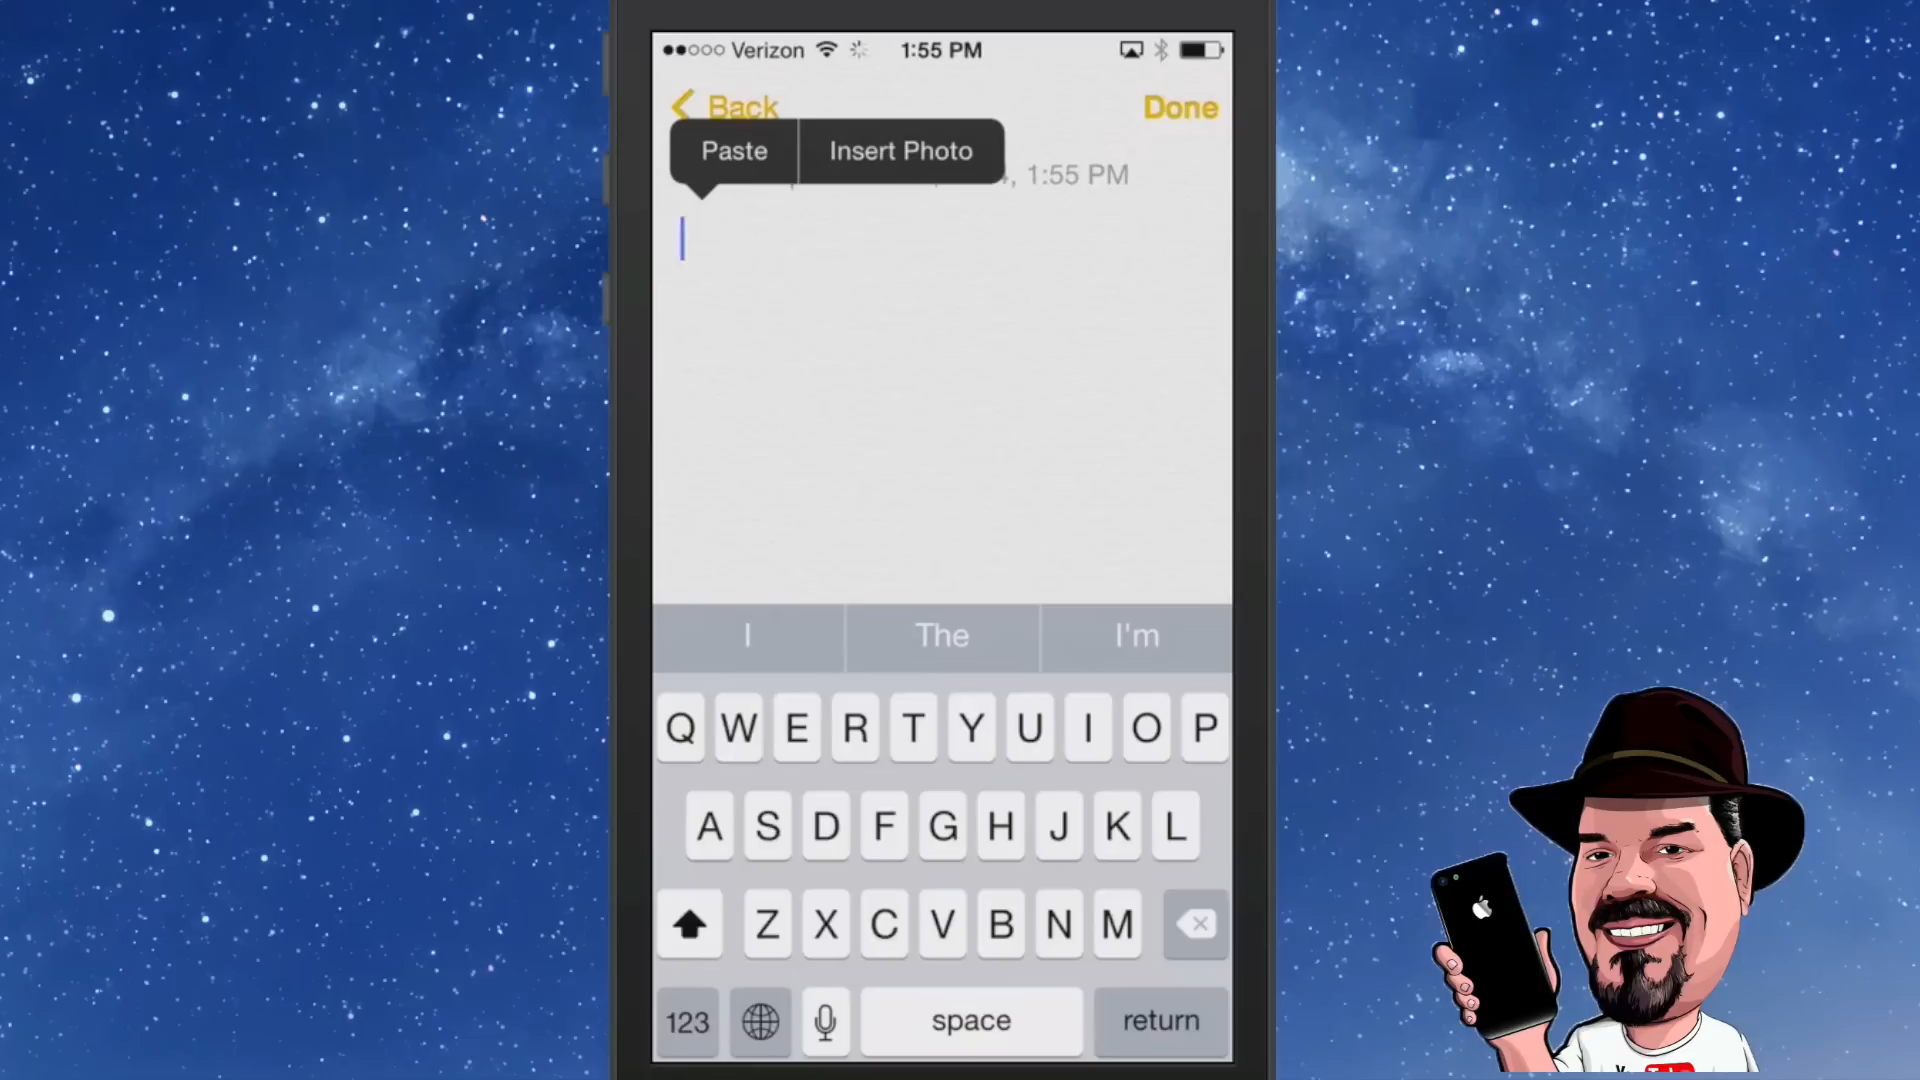 Verizon 1:55 PM
Back Done
Paste Insert Photo
, 1:55 PM
I The I'm
Q W E R T Y U I O P
A S D F G H J K L
Z X C V B N M
123 space return